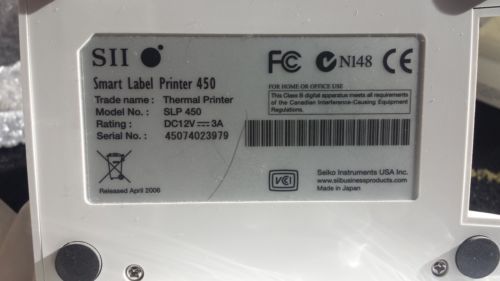 SII
FC N148 CE
Smart Label Printer 450
Trade name : Thermal Printer
Model No. : SLP 450
Rating : DC12V⎓3A
Serial No. : 45074023979
FOR HOME OR OFFICE USE
This Class B digital apparatus meets all requirements
of the Canadian Interference-Causing Equipment
Regulations.
Released April 2006
VCI
Seiko Instruments USA Inc.
www.siibusinessproducts.com
Made in Japan